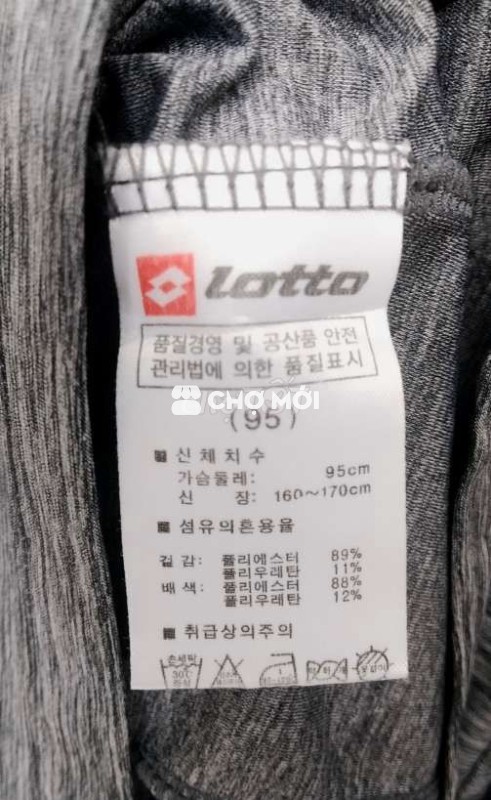 Lotto
품질경영 및 공산품 안전
관리법에 의한 품질표시
CHỢ MỚI
(95)
신체치수
가슴둘레: 95cm
신 장: 160~170cm
섬유의혼용율
겉감: 폴리에스터 89%
폴리우레탄 11%
배색: 폴리에스터 88%
폴리우레탄 12%
취급상의주의
손세탁
30℃